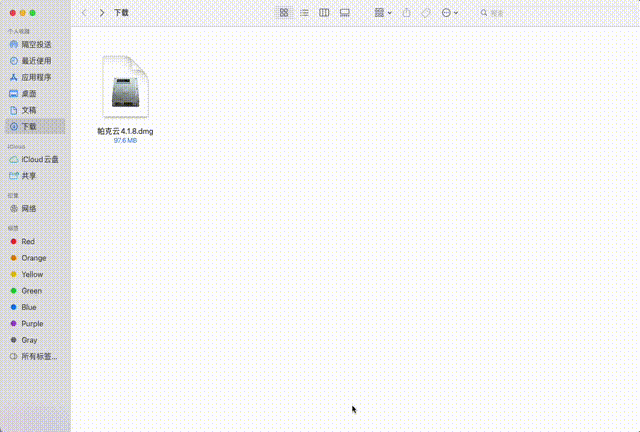 下载
搜索
个人收藏
隔空投送
最近使用
应用程序
桌面
文稿
下载
iCloud
iCloud 云盘
共享
位置
网络
标签
Red
Orange
Yellow
Green
Blue
Purple
Gray
所有标签...
帕克云4.1.8.dmg
97.6 MB